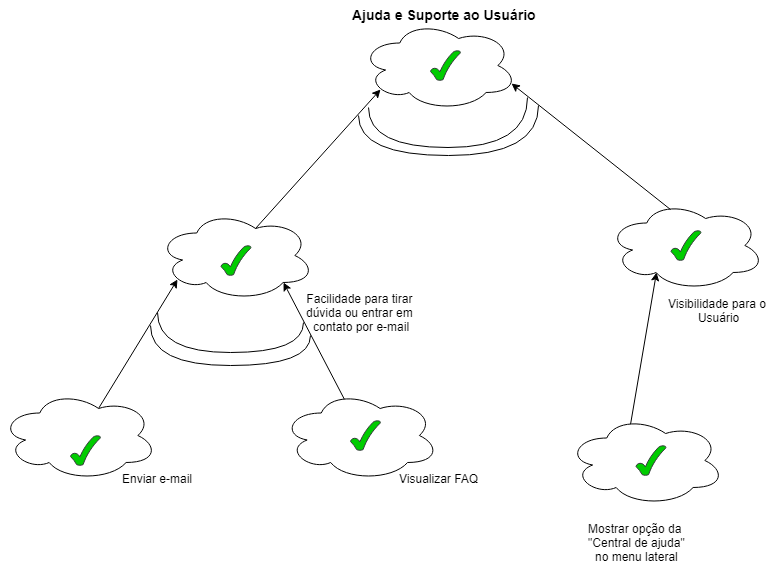 Ajuda e Suporte ao Usuário
Facilidade para tirar
dúvida ou entrar em
contato por e-mail
Visibilidade para o
Usuário
Enviar e-mail
Visualizar FAQ
Mostrar opção da
"Central de ajuda"
no menu lateral